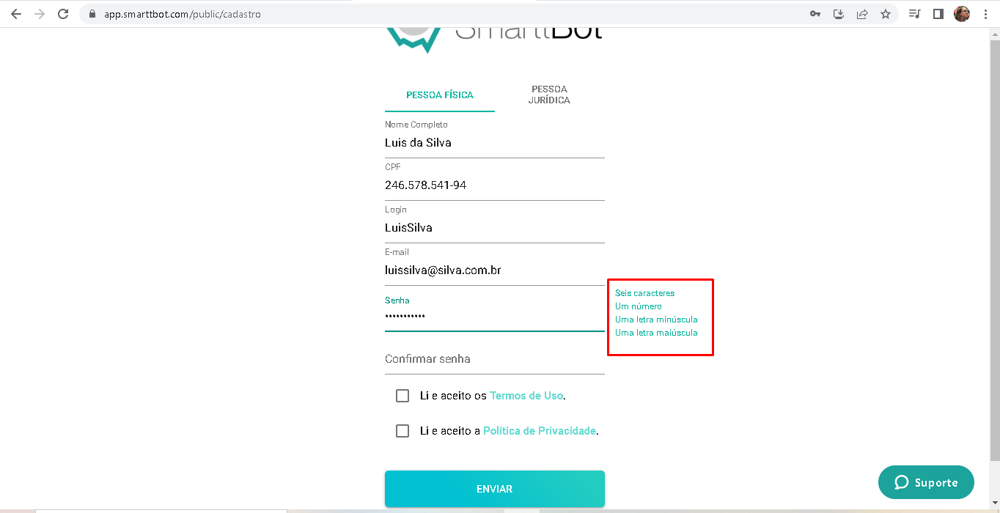 app.smarttbot.com/public/cadastro
SmarttBot
PESSOA FÍSICA
PESSOA
JURÍDICA
Nome Completo
Luis da Silva
CPF
246.578.541-94
Login
LuisSilva
E-mail
luissilva@silva.com.br
Senha
•••••••••••
Seis caracteres
Um número
Uma letra minúscula
Uma letra maiúscula
Confirmar senha
Li e aceito os Termos de Uso.
Li e aceito a Política de Privacidade.
ENVIAR
Suporte